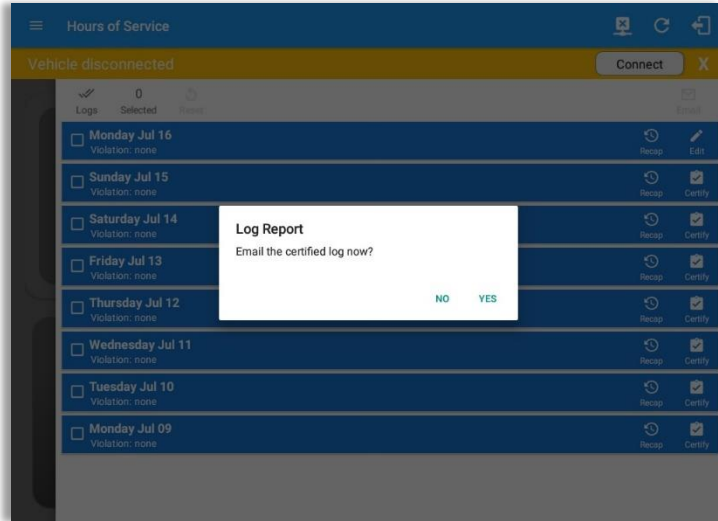 Hours of Service
Vehicle disconnected
Connect X
0
Logs Selected Reset Email
Monday Jul 16
Violation: none
Recap Edit
Sunday Jul 15
Violation: none
Recap Certify
Saturday Jul 14
Violation: none
Recap Certify
Log Report
Email the certified log now?
NO YES
Friday Jul 13
Violation: none
Recap Certify
Thursday Jul 12
Violation: none
Recap Certify
Wednesday Jul 11
Violation: none
Recap Certify
Tuesday Jul 10
Violation: none
Recap Certify
Monday Jul 09
Violation: none
Recap Certify